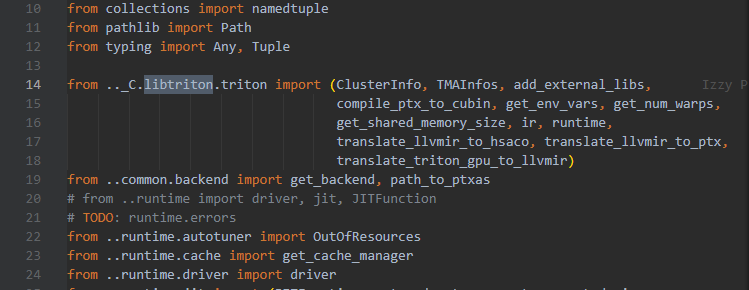 10 from collections import namedtuple
11 from pathlib import Path
12 from typing import Any, Tuple
13
14 from .._C.libtriton.triton import (ClusterInfo, TMAInfos, add_external_libs, Izzy P
15 compile_ptx_to_cubin, get_env_vars, get_num_warps,
16 get_shared_memory_size, ir, runtime,
17 translate_llvmir_to_hsaco, translate_llvmir_to_ptx,
18 translate_triton_gpu_to_llvmir)
19 from ..common.backend import get_backend, path_to_ptxas
20 # from ..runtime import driver, jit, JITFunction
21 # TODO: runtime.errors
22 from ..runtime.autotuner import OutOfResources
23 from ..runtime.cache import get_cache_manager
24 from ..runtime.driver import driver